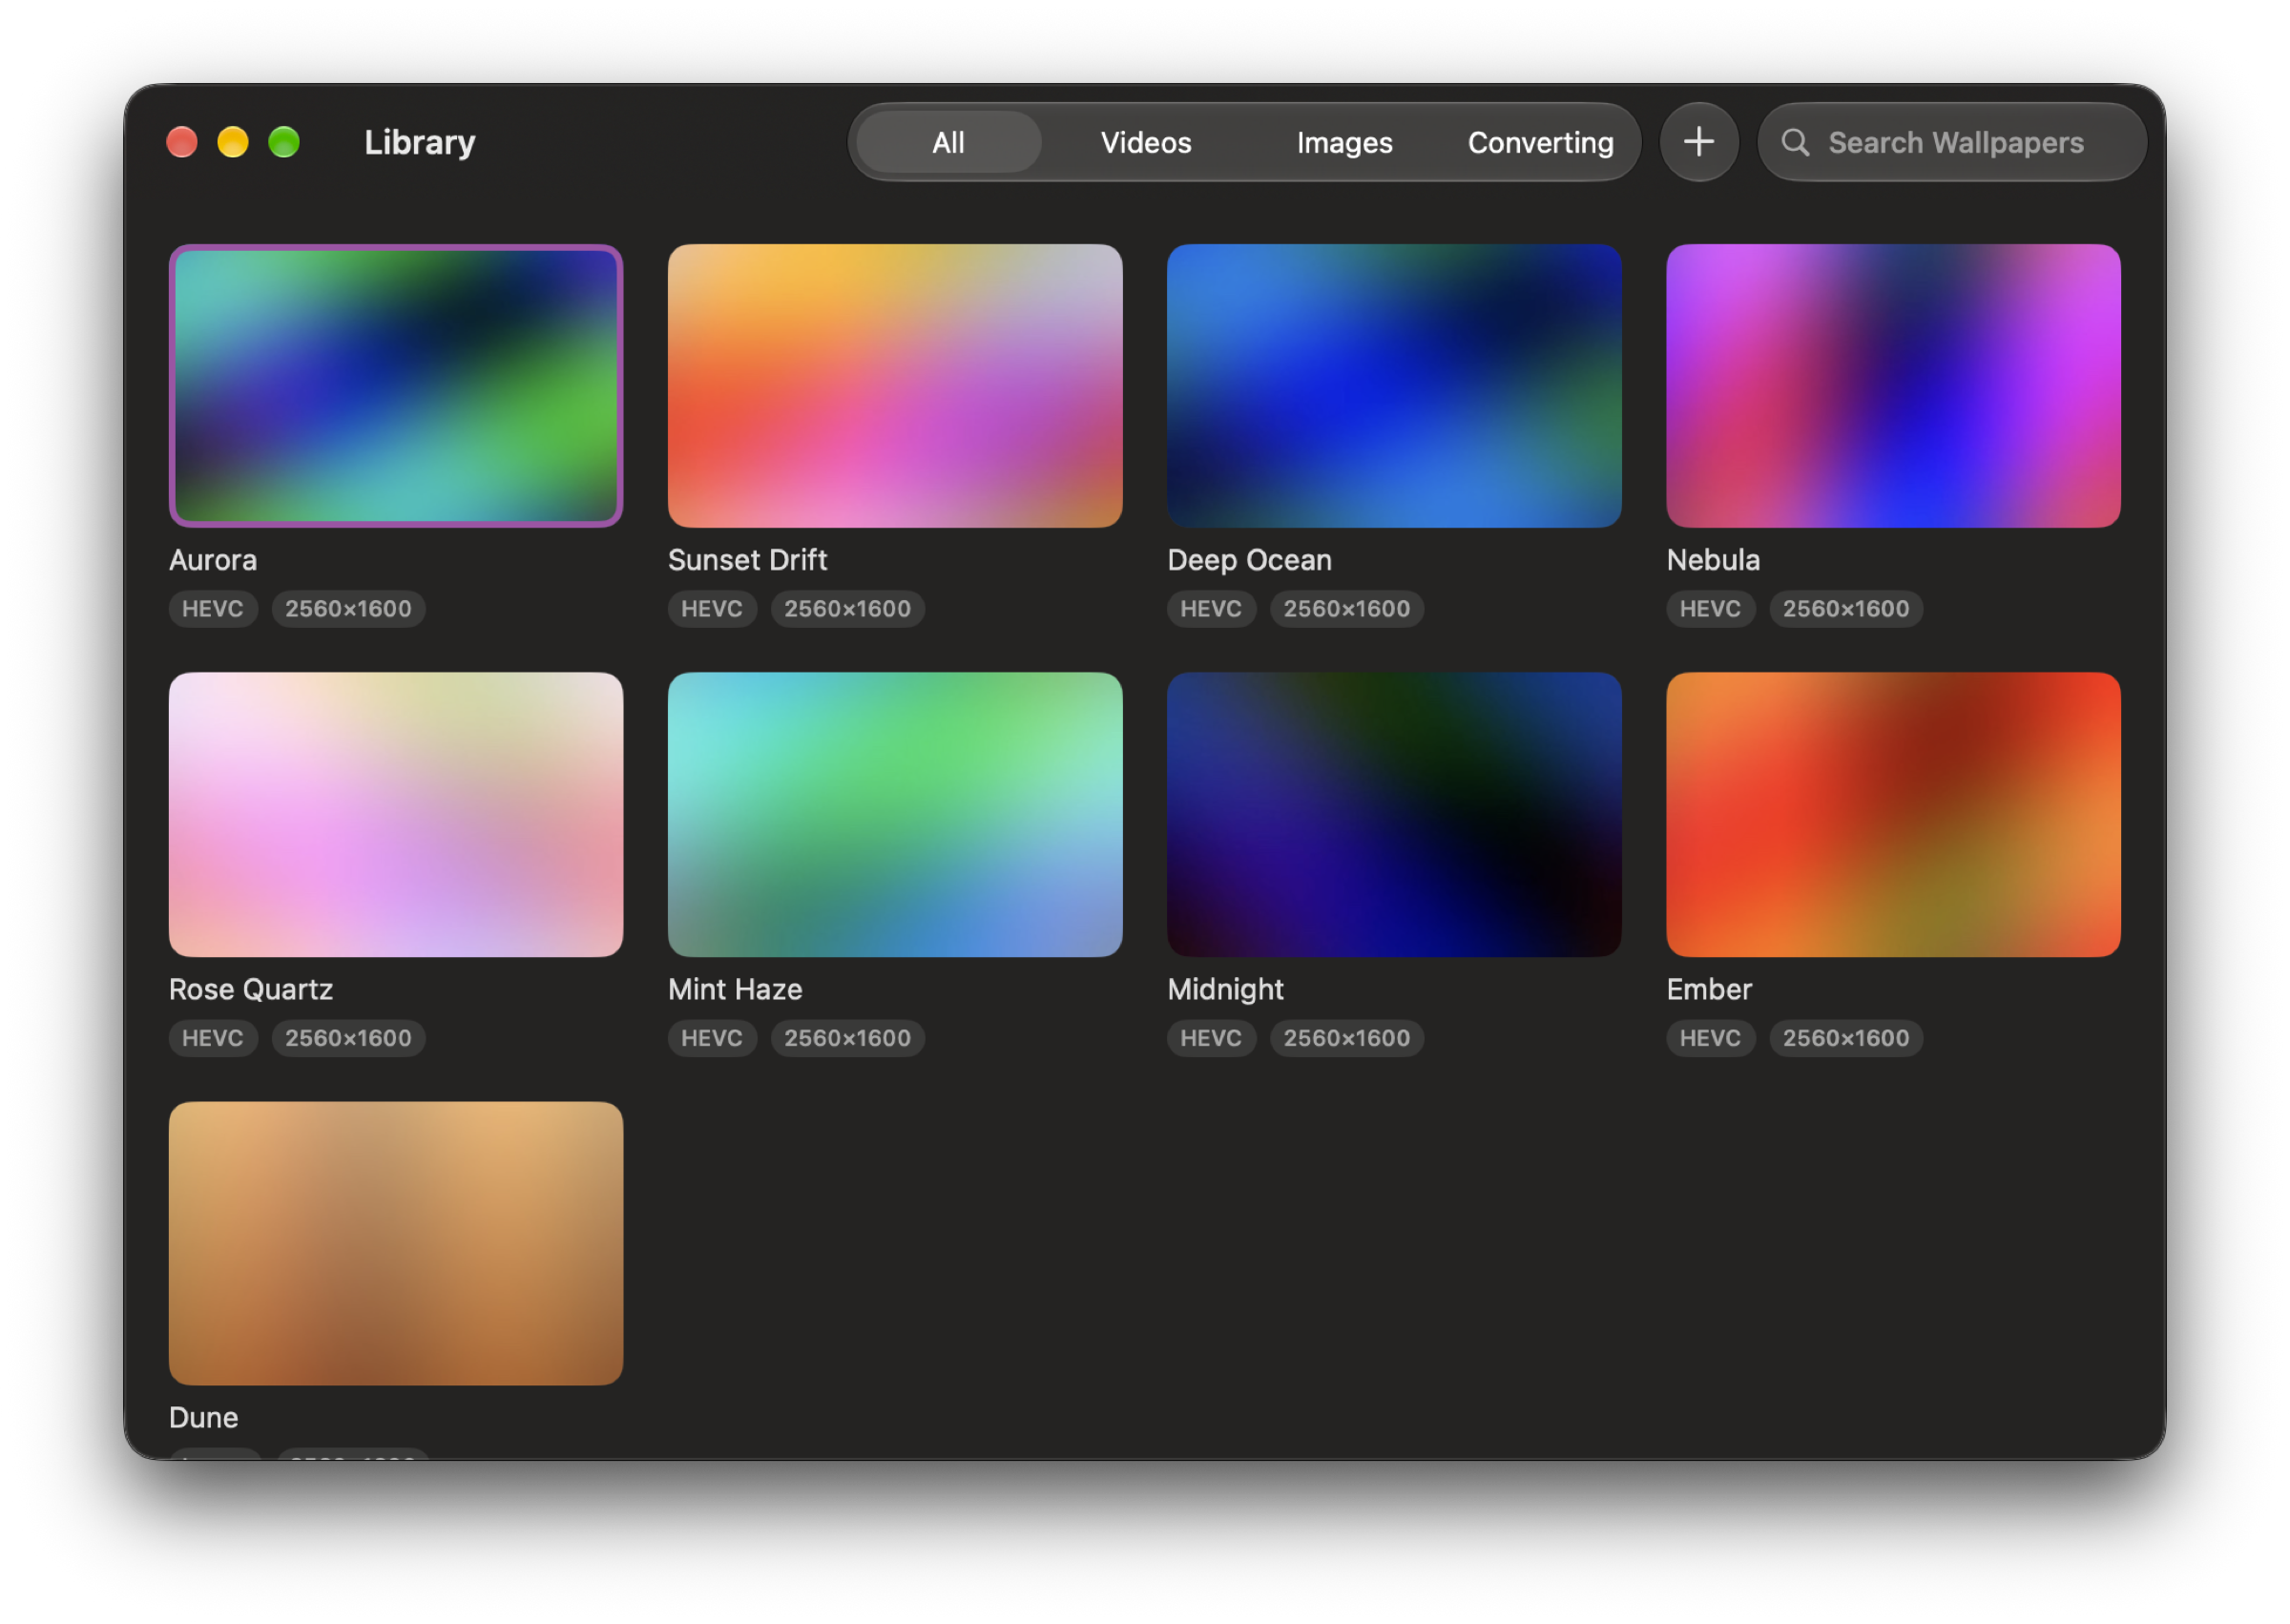 Library
All Videos Images Converting
Search Wallpapers
Aurora Sunset Drift Deep Ocean Nebula
HEVC 2560×1600 HEVC 2560×1600 HEVC 2560×1600 HEVC 2560×1600
Rose Quartz Mint Haze Midnight Ember
HEVC 2560×1600 HEVC 2560×1600 HEVC 2560×1600 HEVC 2560×1600
Dune